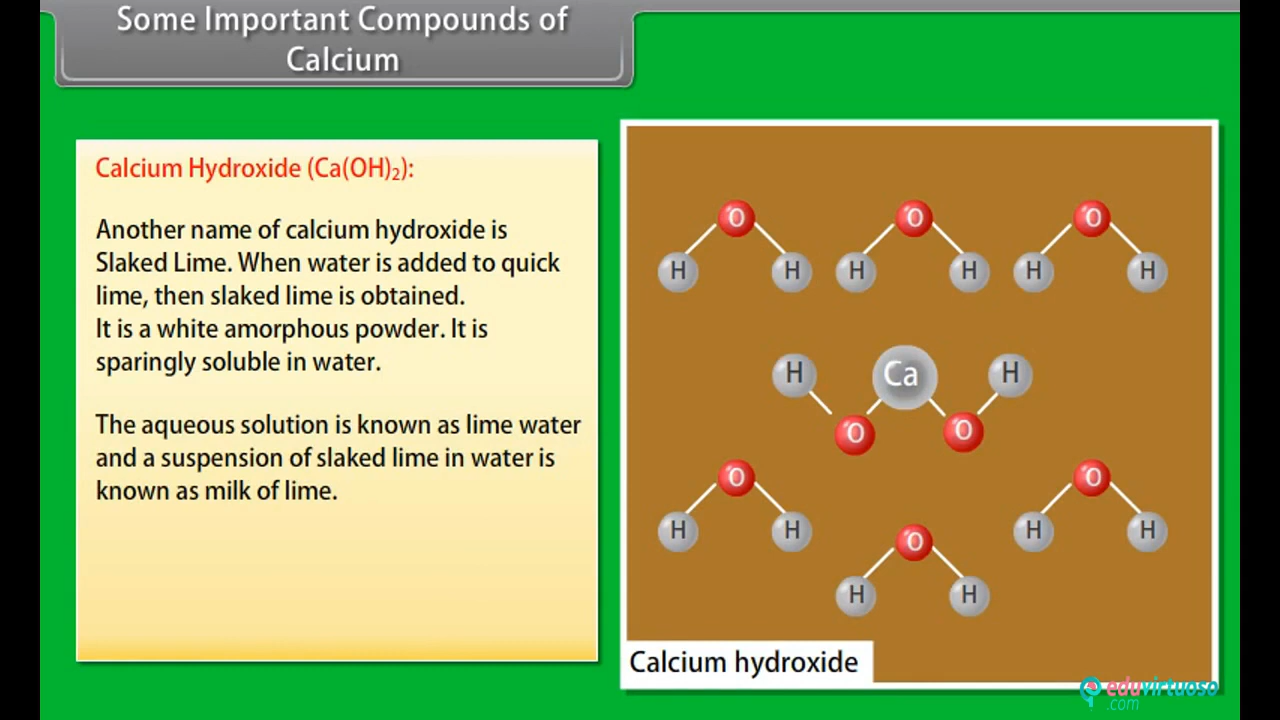 Some Important Compounds of
Calcium
Calcium Hydroxide (Ca(OH)₂):
Another name of calcium hydroxide is
Slaked Lime. When water is added to quick
lime, then slaked lime is obtained.
It is a white amorphous powder. It is
sparingly soluble in water.
The aqueous solution is known as lime water
and a suspension of slaked lime in water is
known as milk of lime.
O O O
H H H H H H
H Ca H
O O
O O
H H H H
O
H H
Calcium hydroxide
eduvirtuoso
.com